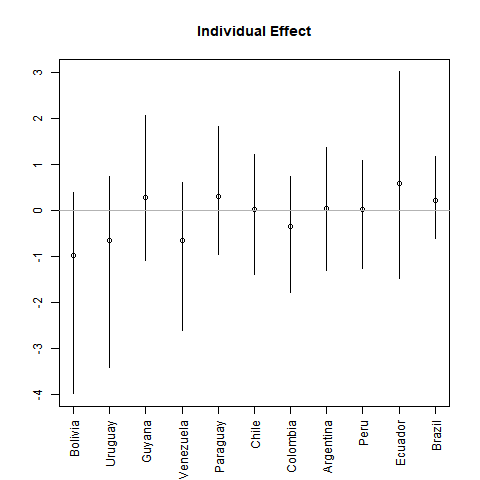 Individual Effect
3
2
1
0
-1
-2
-3
-4
Bolivia
Uruguay
Guyana
Venezuela
Paraguay
Chile
Colombia
Argentina
Peru
Ecuador
Brazil